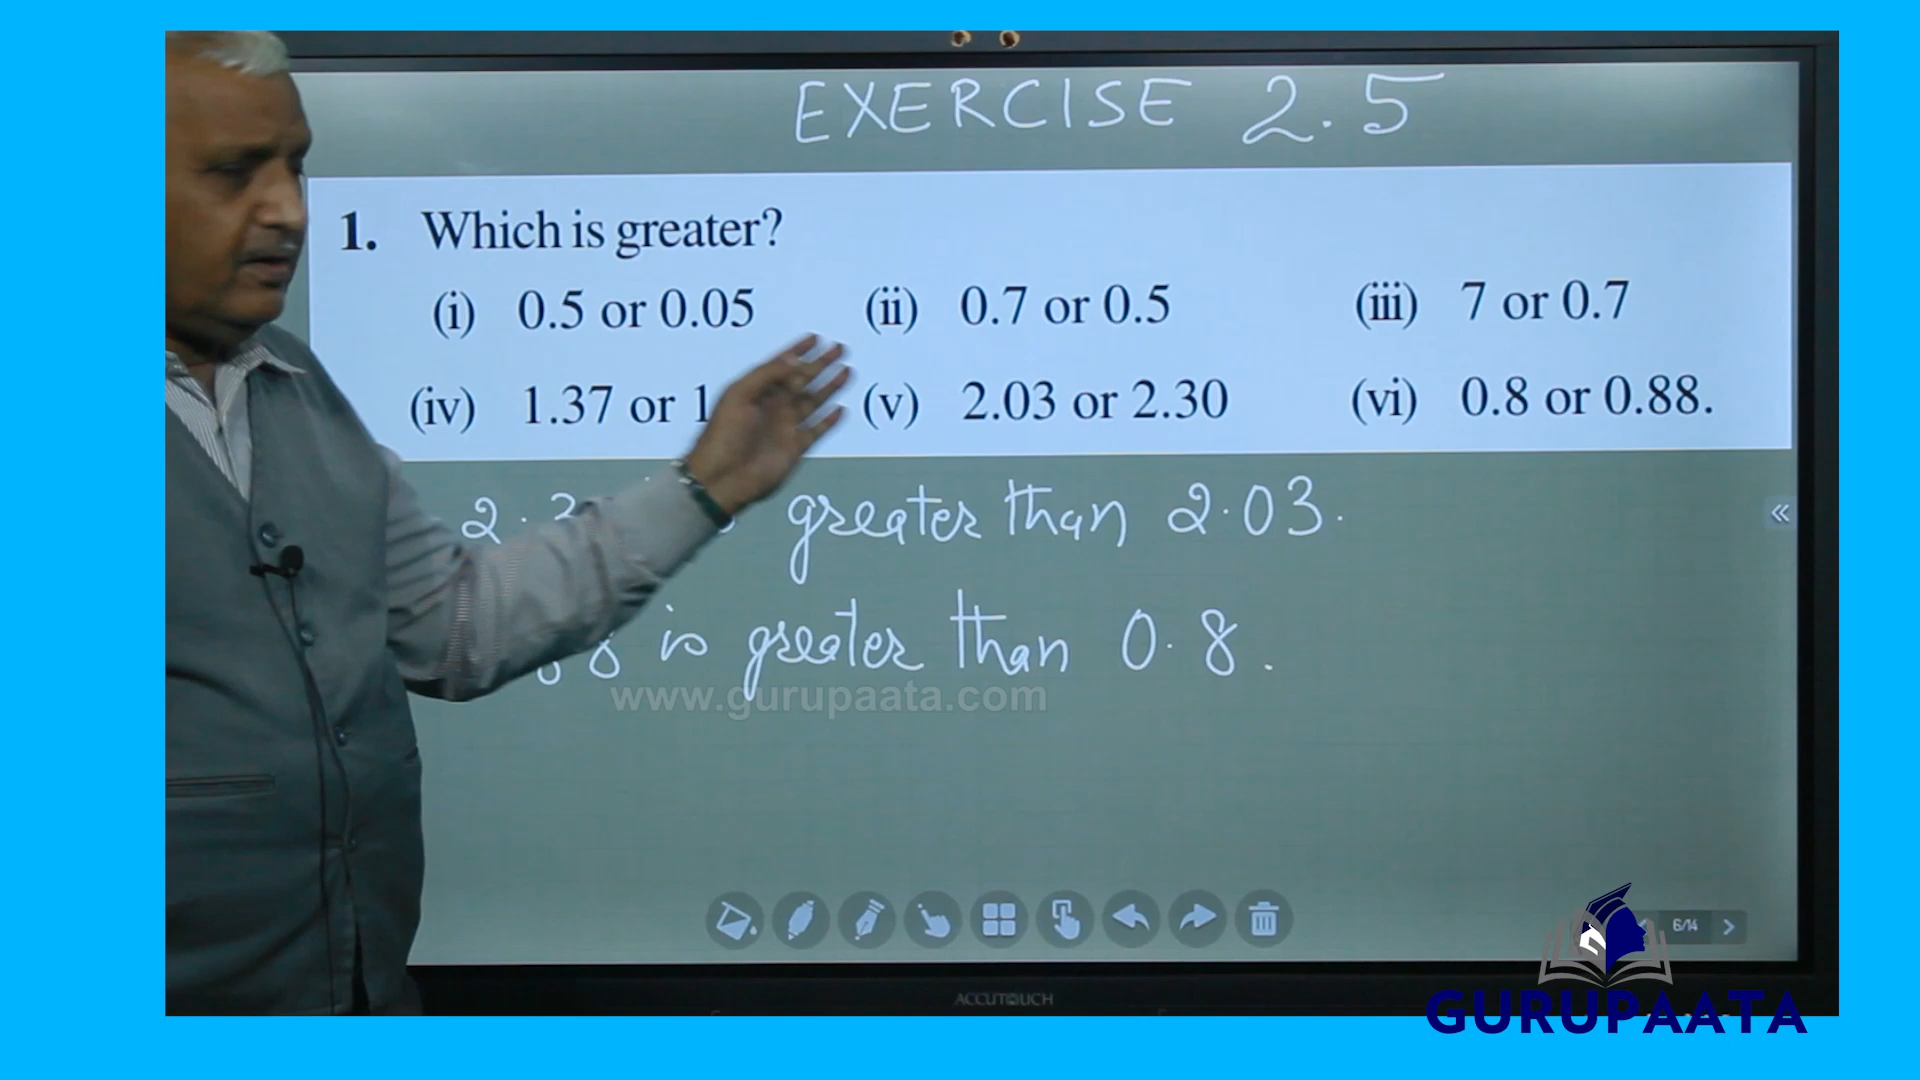 EXERCISE 2.5
1. Which is greater?
(i) 0.5 or 0.05 (ii) 0.7 or 0.5 (iii) 7 or 0.7
(iv) 1.37 or 1 (v) 2.03 or 2.30 (vi) 0.8 or 0.88.
greater than 2.03.
is greater than 0.8.
www.gurupaata.com
6/14
ACCUTOUCH
GURUPAATA